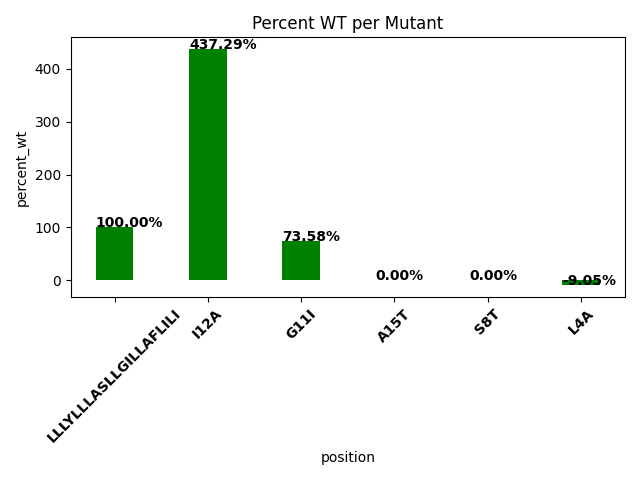 Percent WT per Mutant
percent_wt
400
300
200
100
0
100.00%
437.29%
73.58%
0.00%
0.00%
-9.05%
LLLYLLLASLLGILLAFLILI
I12A
G11I
A15T
S8T
L4A
position